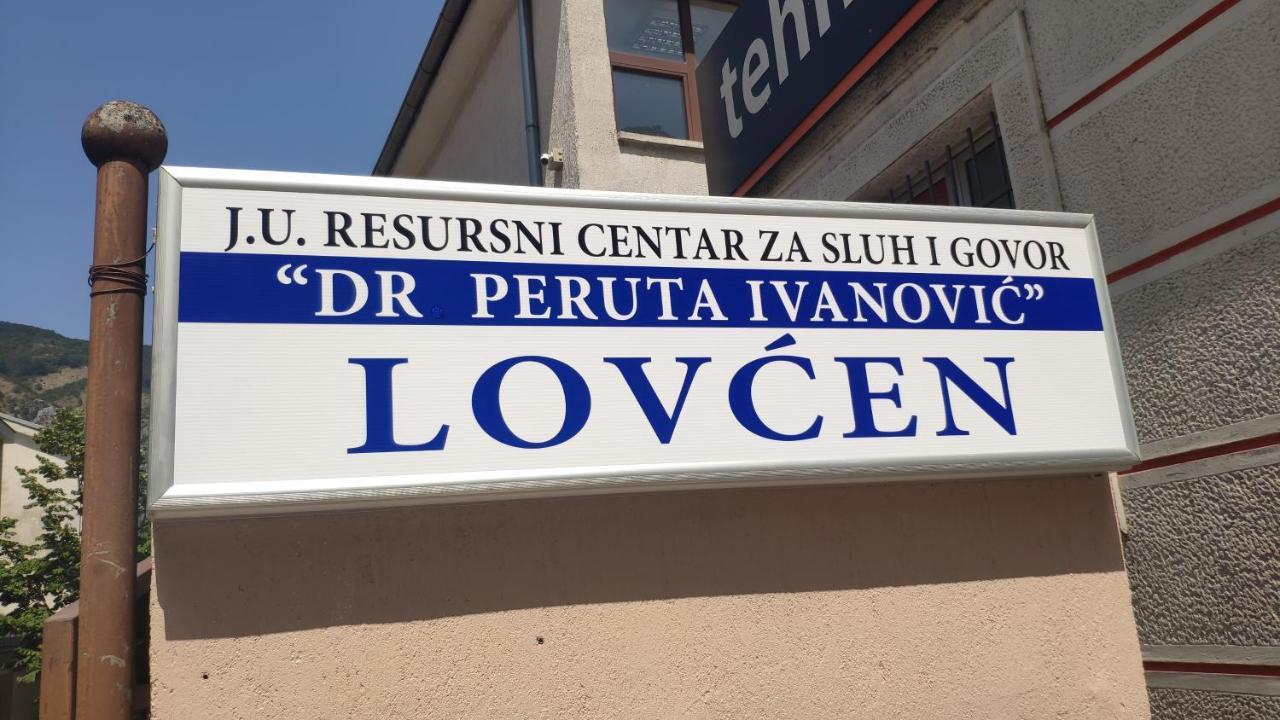 tehn
J.U. RESURSNI CENTAR ZA SLUH I GOVOR
“DR. PERUTA IVANOVIĆ”
LOVĆEN